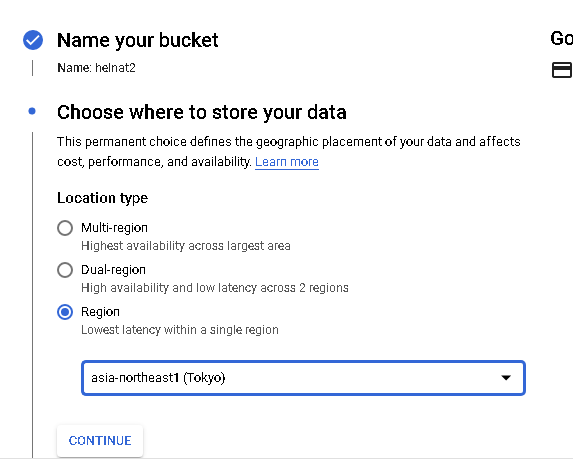 Name your bucket
Go
Name: helnat2
Choose where to store your data
This permanent choice defines the geographic placement of your data and affects
cost, performance, and availability. Learn more
Location type
Multi-region
Highest availability across largest area
Dual-region
High availability and low latency across 2 regions
Region
Lowest latency within a single region
asia-northeast1 (Tokyo)
CONTINUE